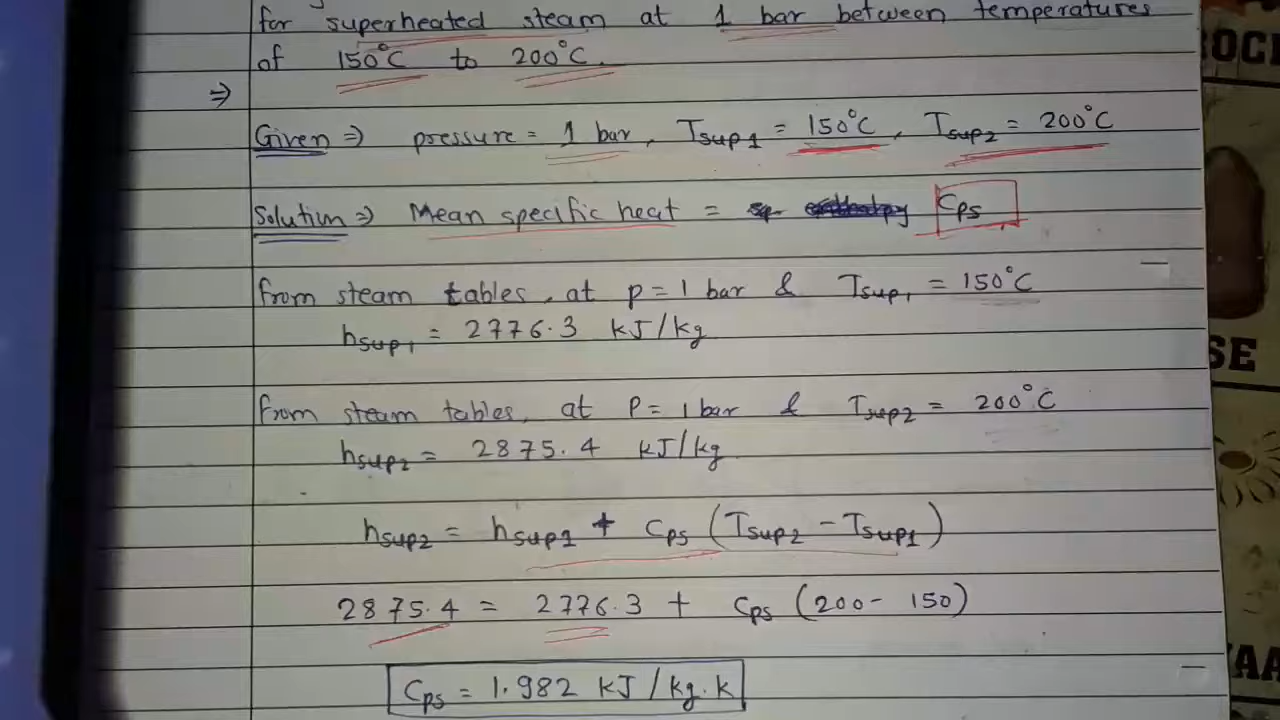 for superheated steam at 1 bar between temperatures
of 150°C to 200°C.
⇒
Given ⇒ pressure = 1 bar, Tsup1 = 150°C, Tsup2 = 200°C
Solution ⇒ Mean specific heat = Cps
from steam tables, at p = 1 bar & Tsup1 = 150°C
hsup1 = 2776.3 KJ/kg
from steam tables, at P = 1 bar & Tsup2 = 200°C
hsup2 = 2875.4 KJ/kg
hsup2 = hsup1 + Cps (Tsup2 - Tsup1)
2875.4 = 2776.3 + Cps (200 - 150)
Cps = 1.982 KJ/kg.k
SE